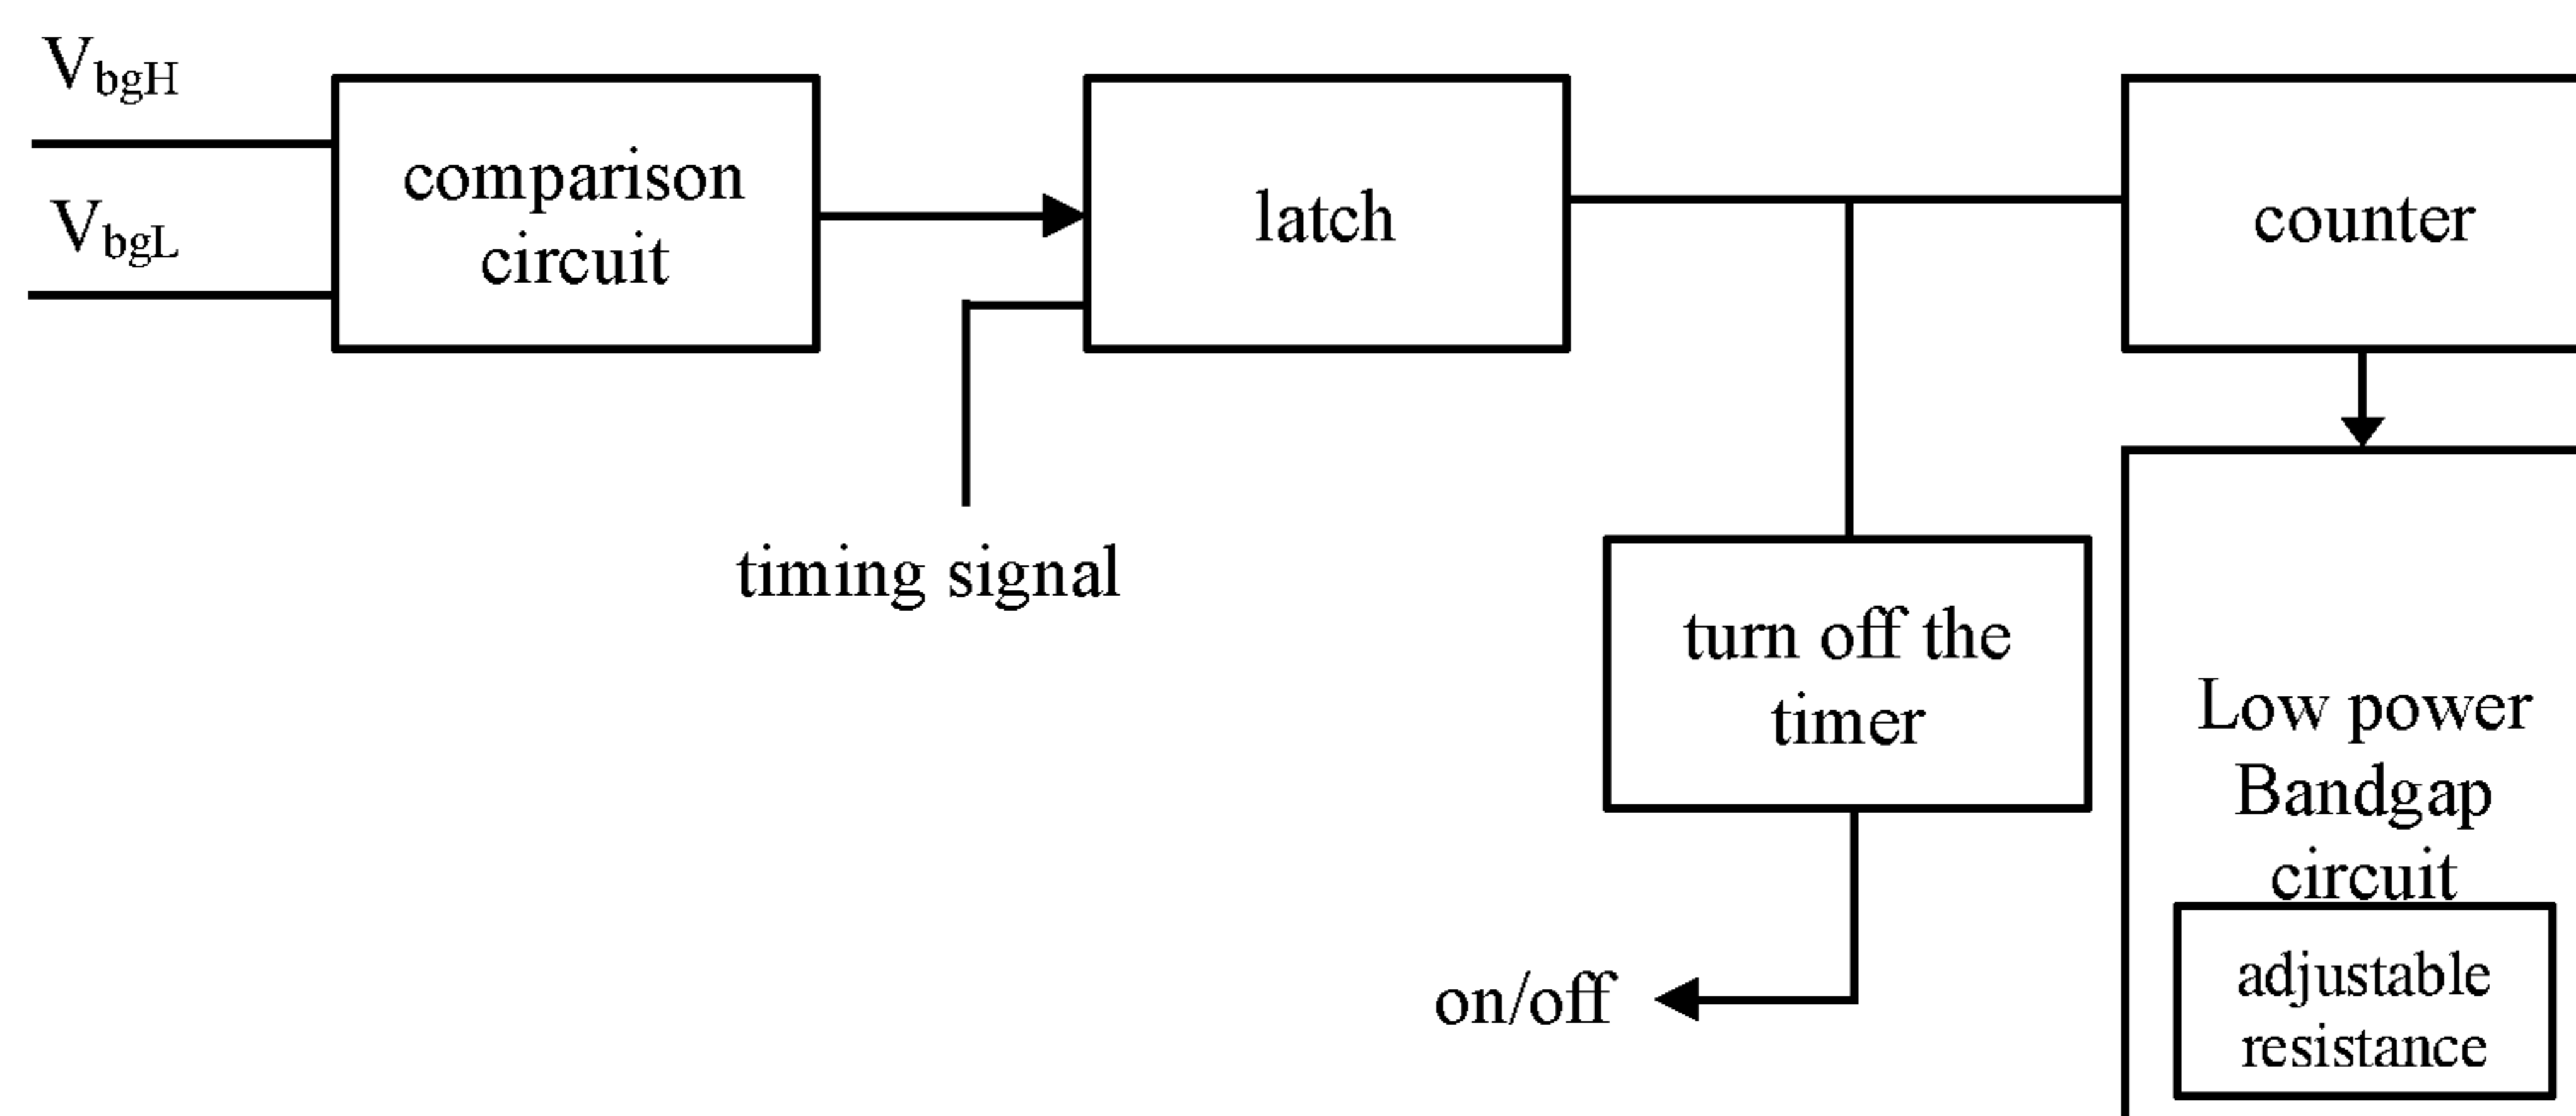 VbgH
VbgL
comparison
circuit
latch
counter
timing signal
turn off the
timer
Low power
Bandgap
circuit
adjustable
resistance
on/off